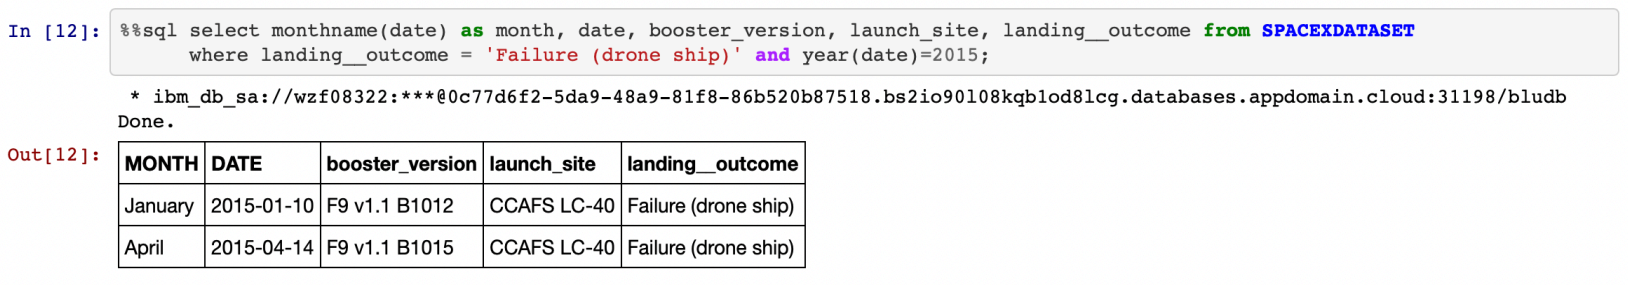 In [12]: %%sql select monthname(date) as month, date, booster_version, launch_site, landing__outcome from SPACEXDATASET
where landing__outcome = 'Failure (drone ship)' and year(date)=2015;
* ibm_db_sa://wzf08322:***@0c77d6f2-5da9-48a9-81f8-86b520b87518.bs2io90l08kqb1od8lcg.databases.appdomain.cloud:31198/bludb
Done.
Out[12]: MONTH DATE booster_version launch_site landing__outcome
January 2015-01-10 F9 v1.1 B1012 CCAFS LC-40 Failure (drone ship)
April 2015-04-14 F9 v1.1 B1015 CCAFS LC-40 Failure (drone ship)